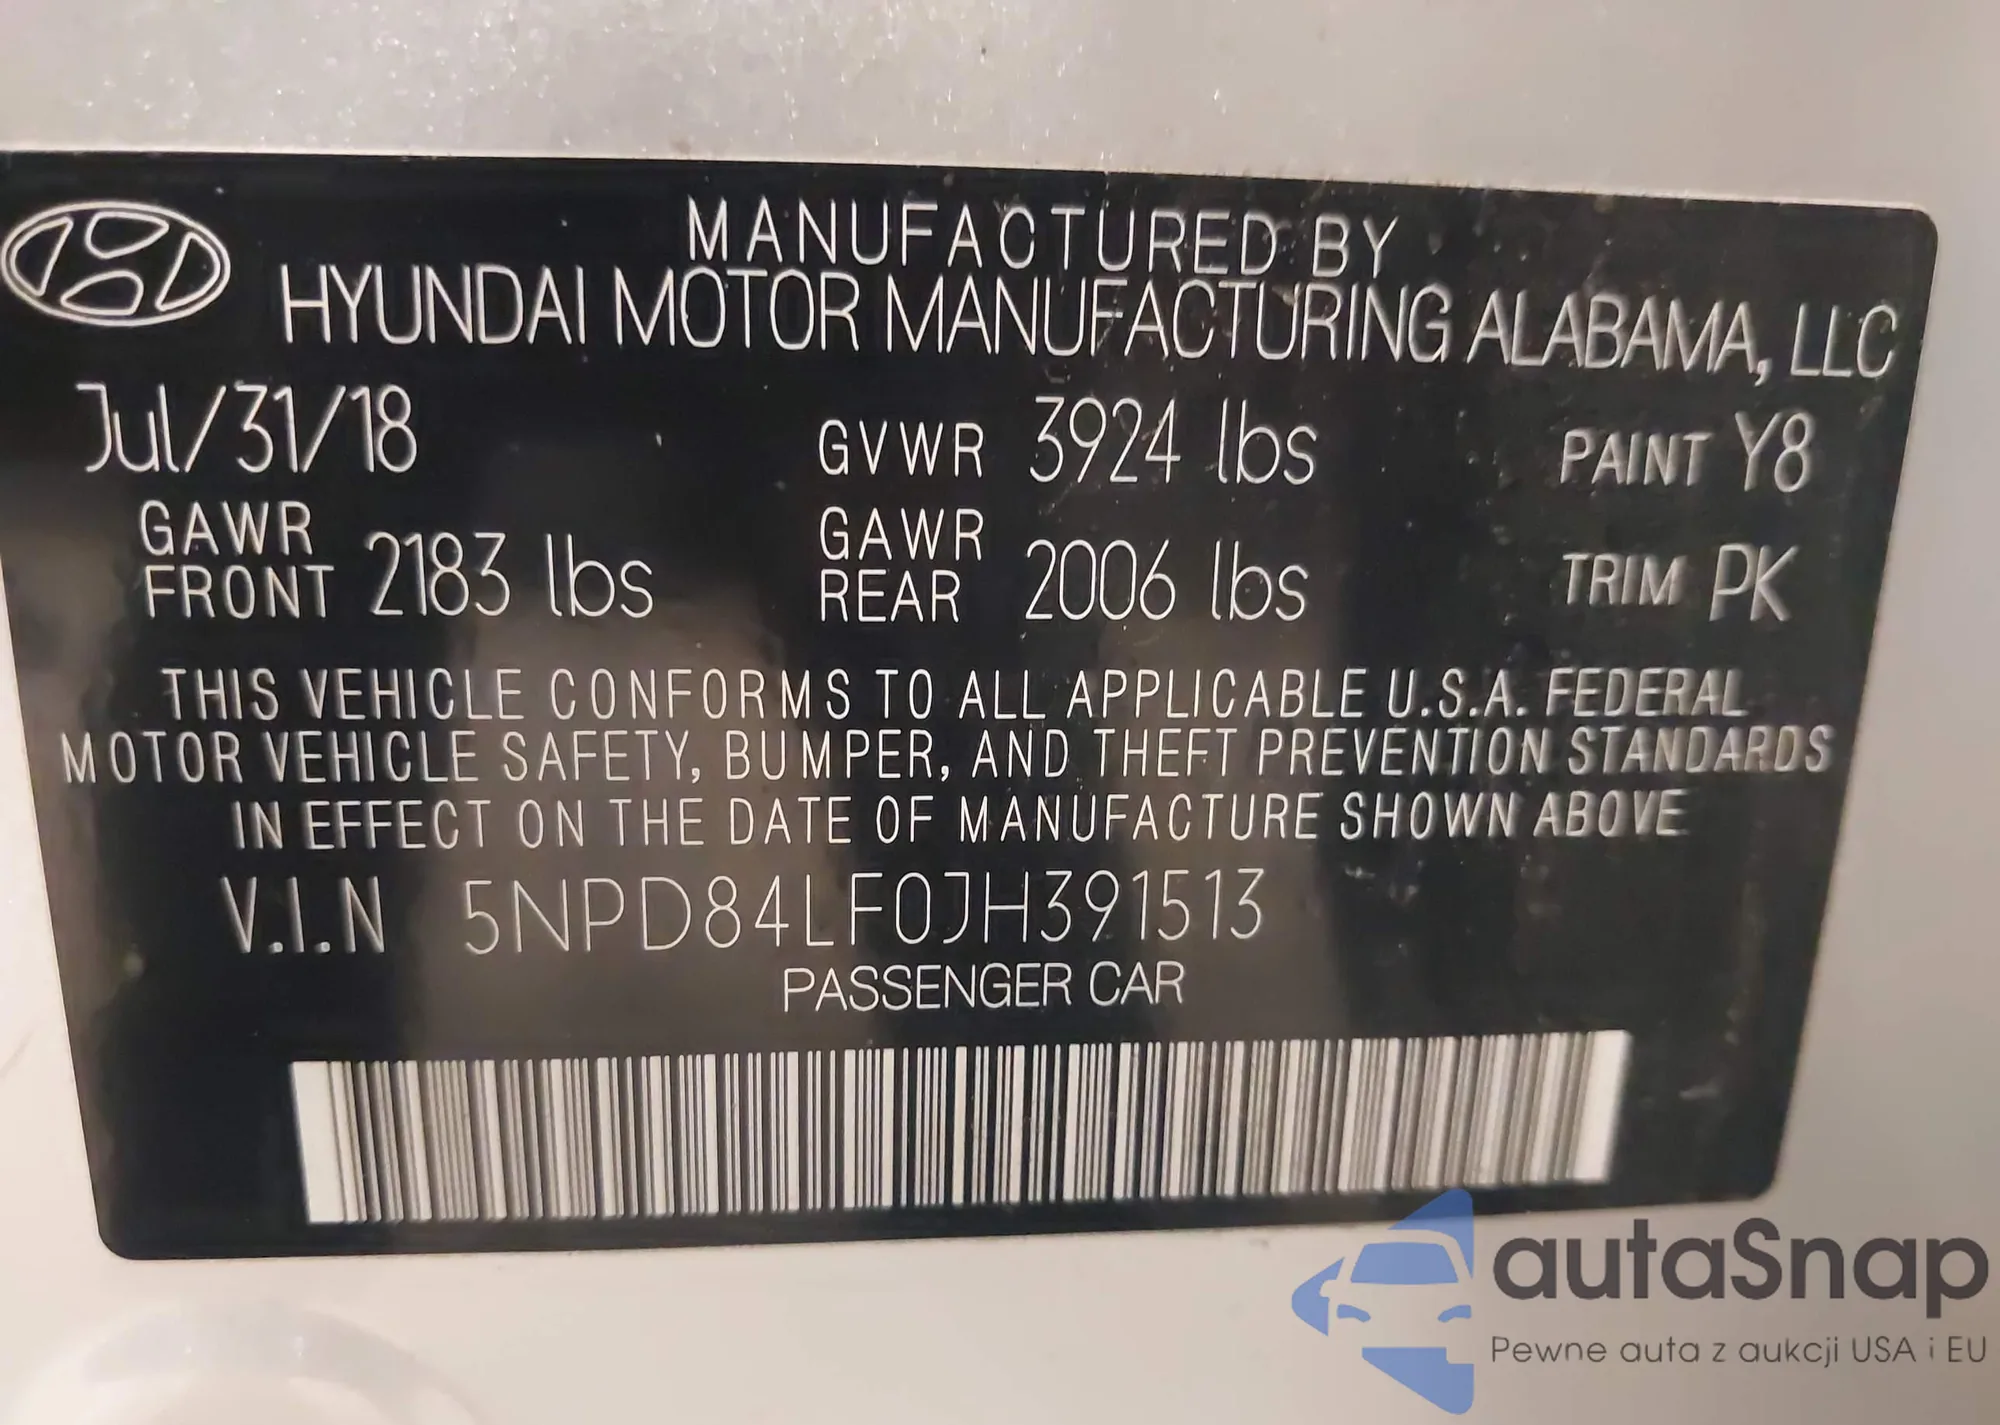 MANUFACTURED BY
HYUNDAI MOTOR MANUFACTURING ALABAMA, LLC
Jul/31/18 GVWR 3924 lbs PAINT Y8
GAWR FRONT 2183 lbs GAWR REAR 2006 lbs TRIM PK
THIS VEHICLE CONFORMS TO ALL APPLICABLE U.S.A. FEDERAL
MOTOR VEHICLE SAFETY, BUMPER, AND THEFT PREVENTION STANDARDS
IN EFFECT ON THE DATE OF MANUFACTURE SHOWN ABOVE
V.I.N 5NPD84LF0JH391513
PASSENGER CAR
autaSnap
Pewne auta z aukcji USA i EU